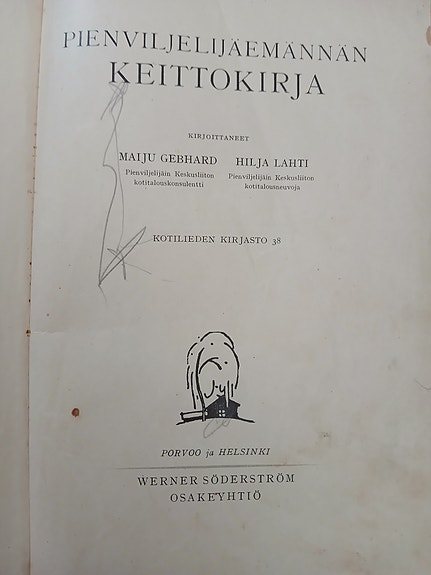 PIENVILJELIJÄEMÄNNÄN
KEITTOKIRJA
KIRJOITTANEET
MAIJU GEBHARD HILJA LAHTI
Pienviljelijäin Keskusliiton Pienviljelijäin Keskusliiton
kotitalouskonsulentti kotitalousneuvoja
KOTILIEDEN KIRJASTO 38
PORVOO ja HELSINKI
WERNER SÖDERSTRÖM
OSAKEYHTIÖ